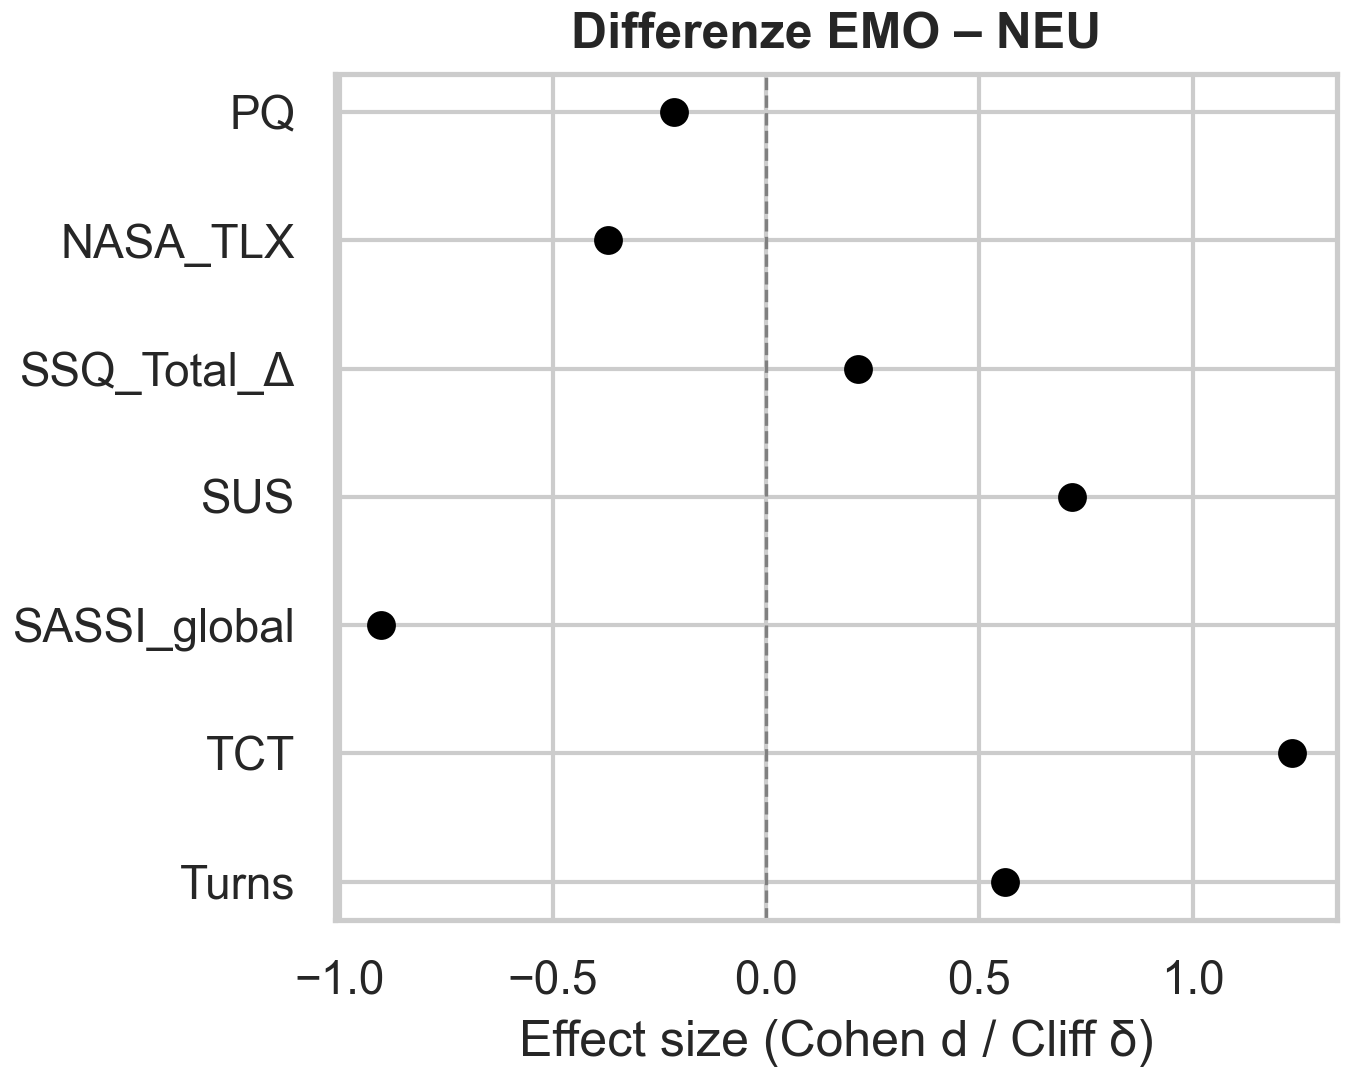 Differenze EMO – NEU
PQ
NASA_TLX
SSQ_Total_Δ
SUS
SASSI_global
TCT
Turns
−1.0 −0.5 0.0 0.5 1.0
Effect size (Cohen d / Cliff δ)